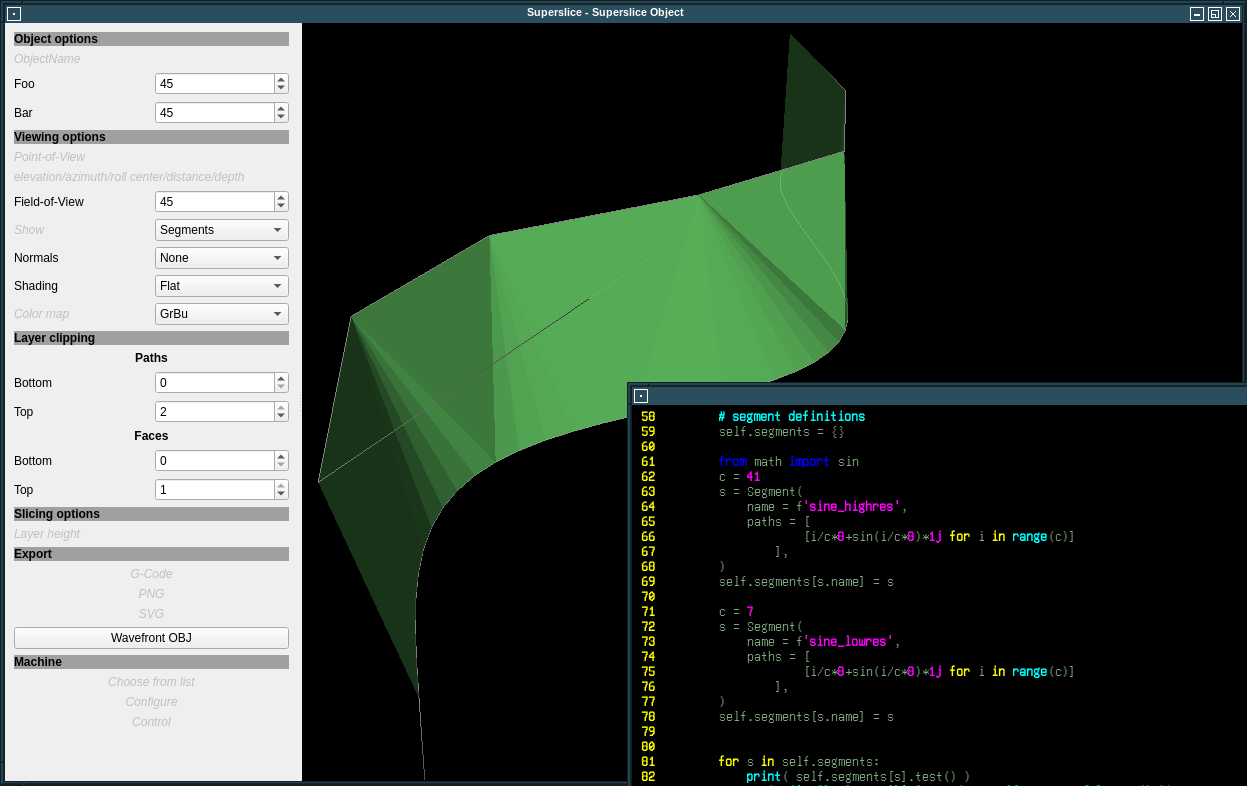 Superslice - Superslice Object
Object options
ObjectName
Foo 45
Bar 45
Viewing options
Point-of-View
elevation/azimuth/roll center/distance/depth
Field-of-View 45
Show Segments
Normals None
Shading Flat
Color map GrBu
Layer clipping
Paths
Bottom 0
Top 2
Faces
Bottom 0
Top 1
Slicing options
Layer height
Export
G-Code
PNG
SVG
Wavefront OBJ
Machine
Choose from list
Configure
Control
58 # segment definitions
59 self.segments = {}
60
61 from math import sin
62 c = 41
63 s = Segment(
64 name = f'sine_highres',
65 paths = [
66 [i/c*8+sin(i/c*8)*1j for i in range(c)]
67 ],
68 )
69 self.segments[s.name] = s
70
71 c = 7
72 s = Segment(
73 name = f'sine_lowres',
74 paths = [
75 [i/c*8+sin(i/c*8)*1j for i in range(c)]
76 ],
77 )
78 self.segments[s.name] = s
79
80
81 for s in self.segments:
82 print( self.segments[s].test() )